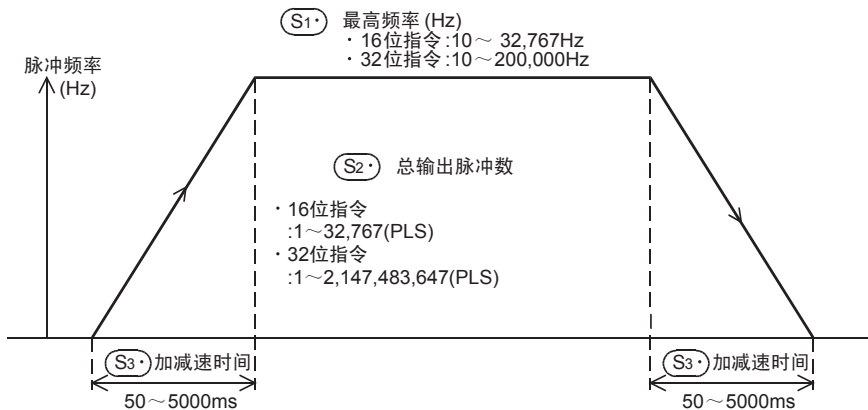 S1· 最高频率 (Hz)
· 16位指令 :10～ 32,767Hz
· 32位指令 :10～200,000Hz
脉冲频率
(Hz)
S2· 总输出脉冲数
· 16位指令
:1～32,767(PLS)
· 32位指令
:1～2,147,483,647(PLS)
S3· 加减速时间
50～5000ms
S3· 加减速时间
50～5000ms